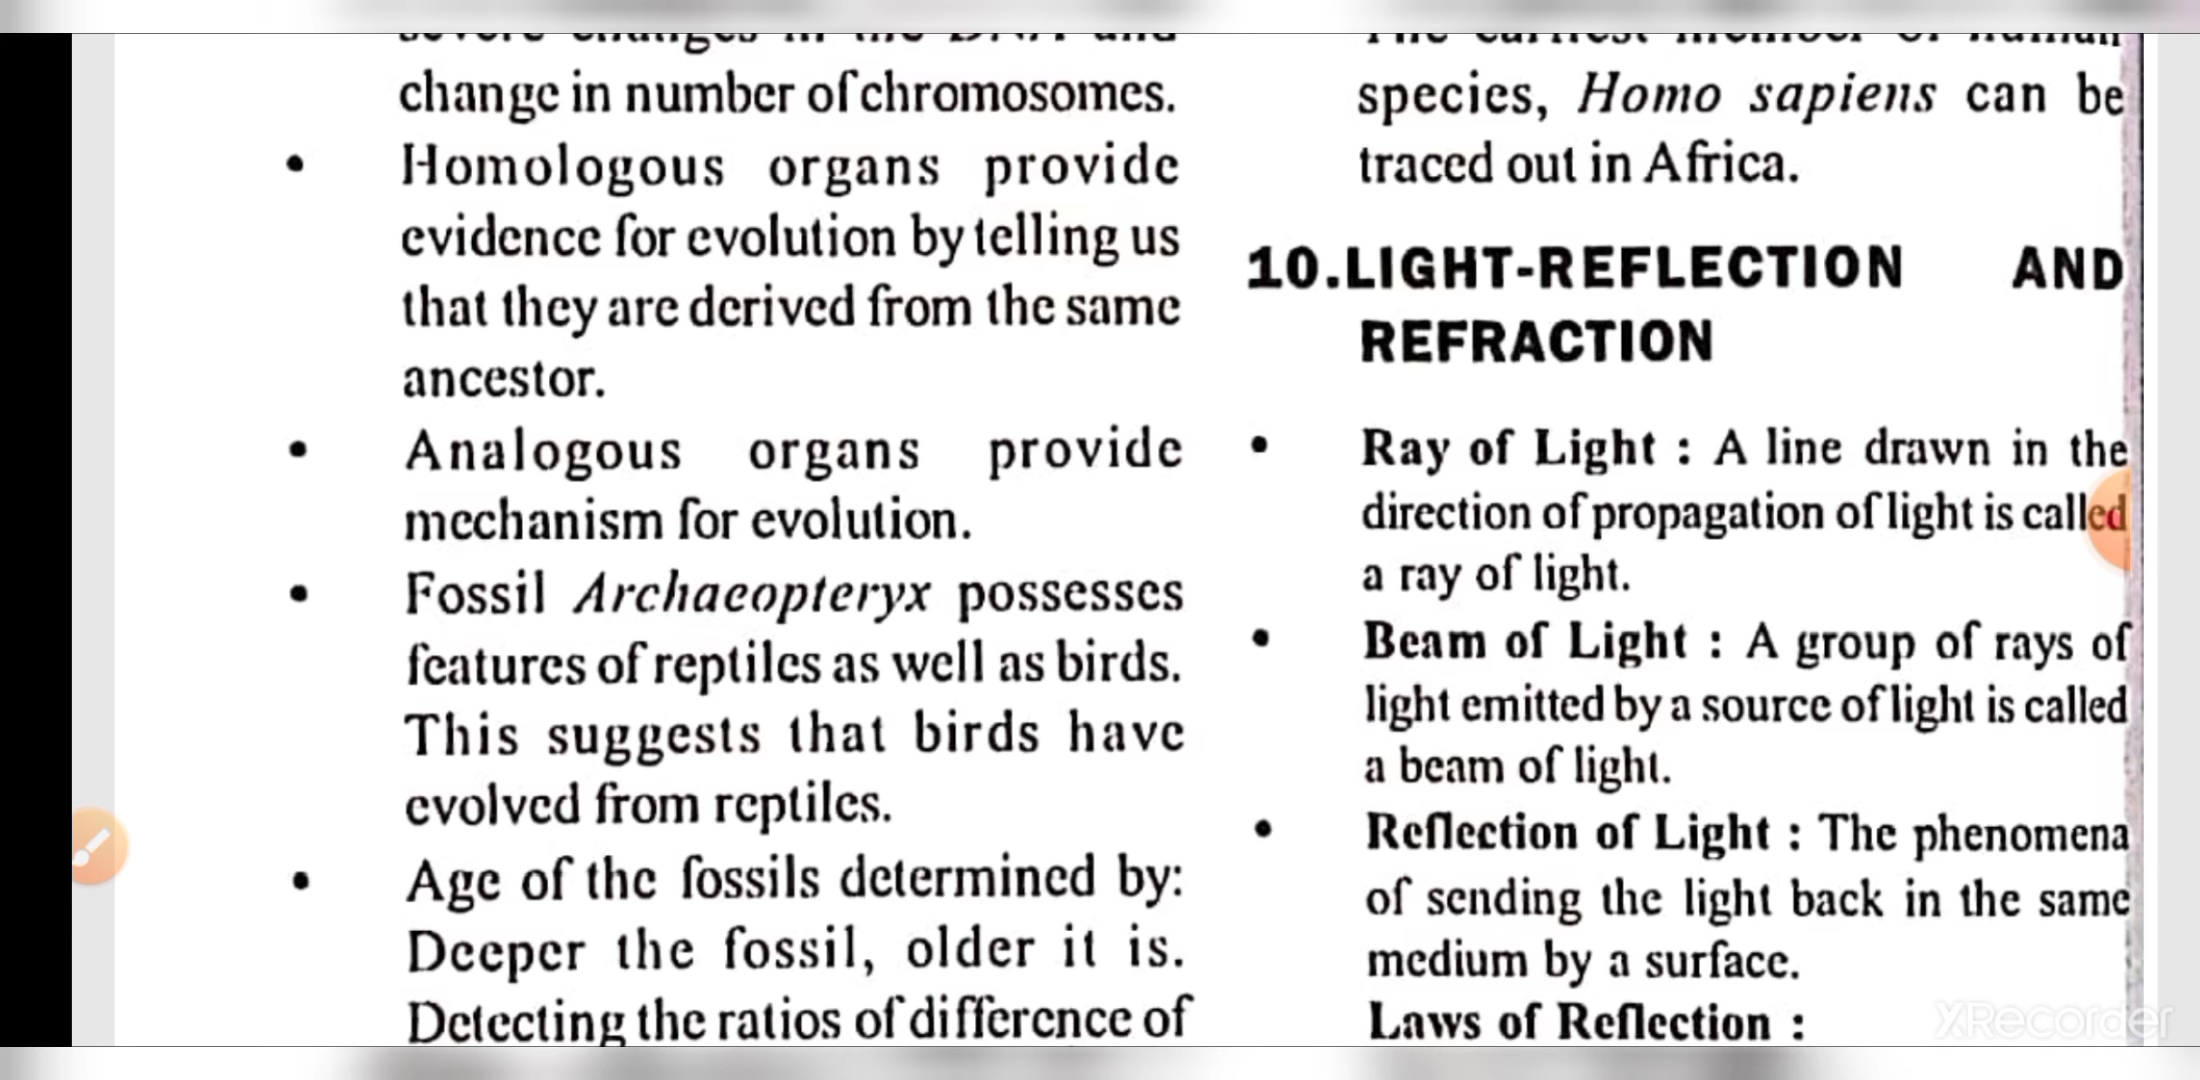 change in number of chromosomes.
• Homologous organs provide
evidence for evolution by telling us
that they are derived from the same
ancestor.
• Analogous organs provide
mechanism for evolution.
• Fossil Archaeopteryx possesses
features of reptiles as well as birds.
This suggests that birds have
evolved from reptiles.
• Age of the fossils determined by:
Deeper the fossil, older it is.
Detecting the ratios of difference of
species, Homo sapiens can be
traced out in Africa.
10.LIGHT-REFLECTION AND
REFRACTION
• Ray of Light : A line drawn in the
direction of propagation of light is called
a ray of light.
• Beam of Light : A group of rays of
light emitted by a source of light is called
a beam of light.
• Reflection of Light : The phenomena
of sending the light back in the same
medium by a surface.
Laws of Reflection :
XRecorder